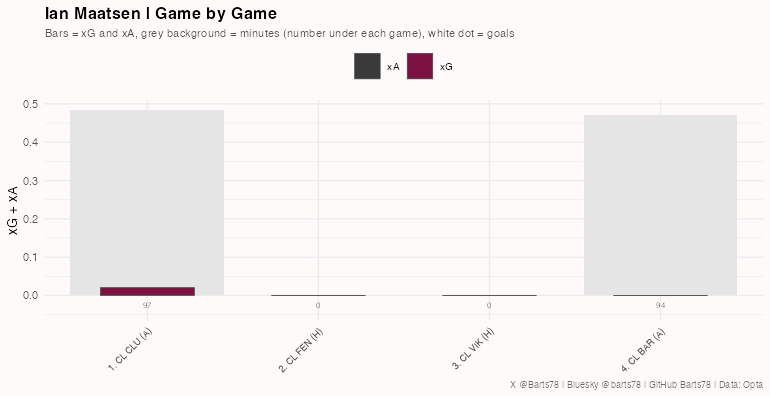 Ian Maatsen | Game by Game
Bars = xG and xA, grey background = minutes (number under each game), white dot = goals
xA xG
xG + xA
0.5
0.4
0.3
0.2
0.1
0.0
97 0 0 94
1. CL CLU (A) 2. CL FEN (H) 3. CL VIK (H) 4. CL BAR (A)
X @Barts78 | Bluesky @barts78 | GitHub Barts78 | Data: Opta